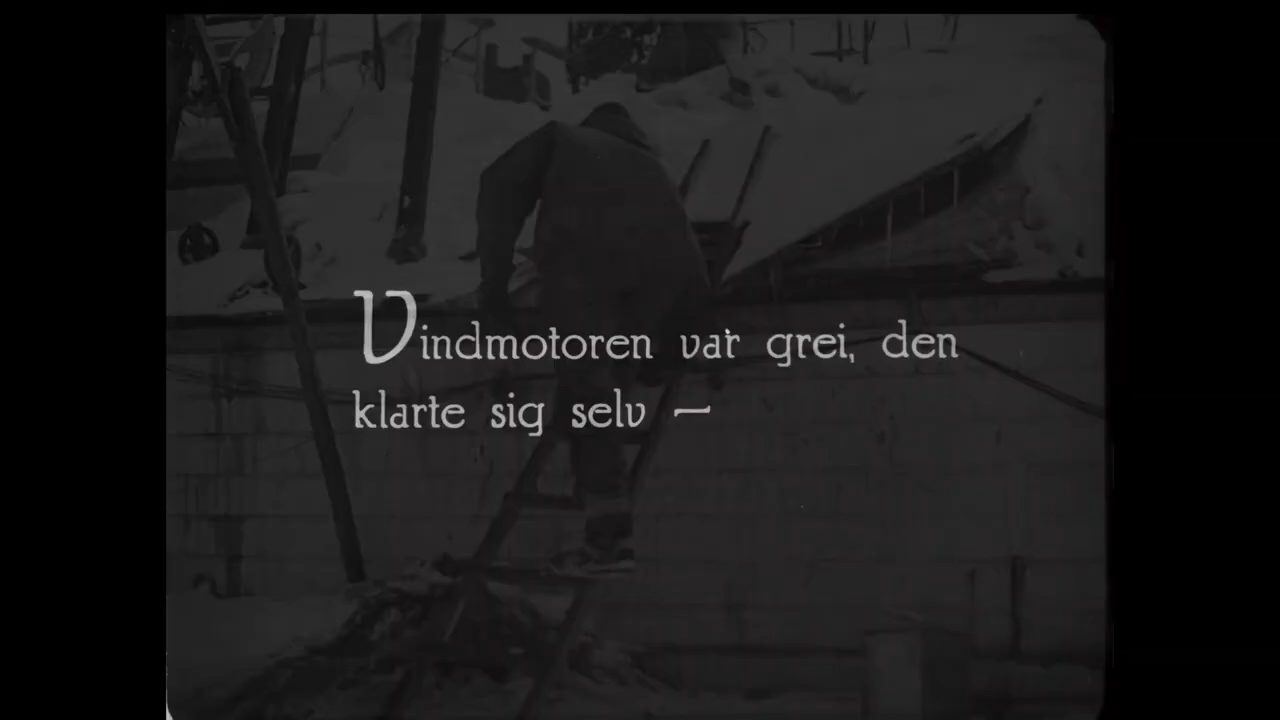 Vindmotoren var grei, den
klarte sig selv —